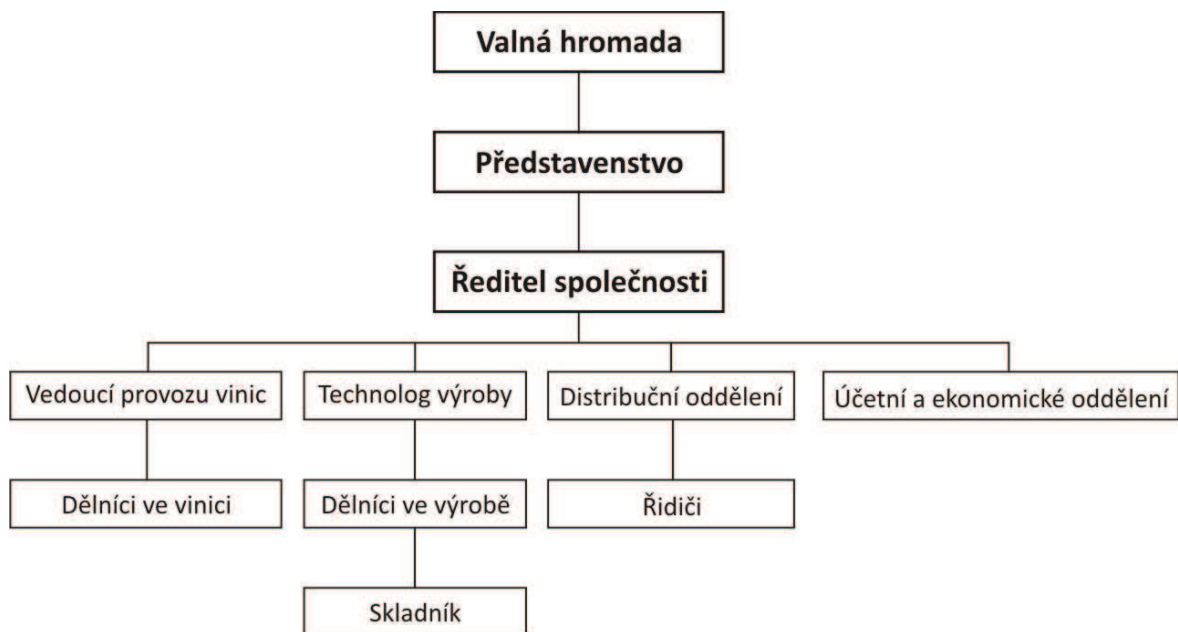 Valná hromada
Představenstvo
Ředitel společnosti
Vedoucí provozu vinic
Technolog výroby
Distribuční oddělení
Účetní a ekonomické oddělení
Dělníci ve vinici
Dělníci ve výrobě
Řidiči
Skladník